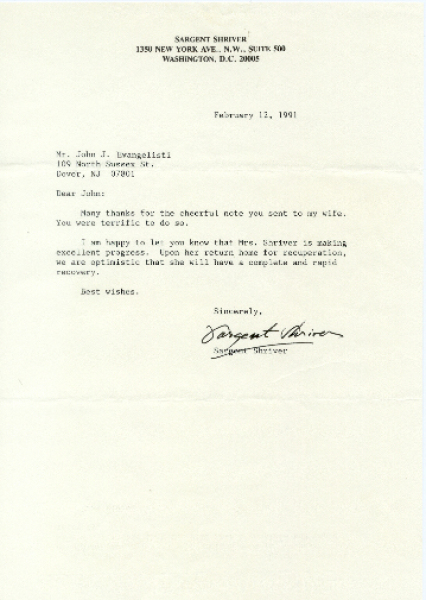 SARGENT SHRIVER
1350 NEW YORK AVE., N.W., SUITE 500
WASHINGTON, D.C. 20005
February 12, 1991
Mr. John J. Evangelisti
109 North Sussex St.
Dover, NJ 07801
Dear John:
Many thanks for the cheerful note you sent to my wife.
You were terrific to do so.
I am happy to let you know that Mrs. Shriver is making
excellent progress. Upon her return home for recuperation,
we are optimistic that she will have a complete and rapid
recovery.
Best wishes.
Sincerely,
Sargent Shriver
Sargent Shriver